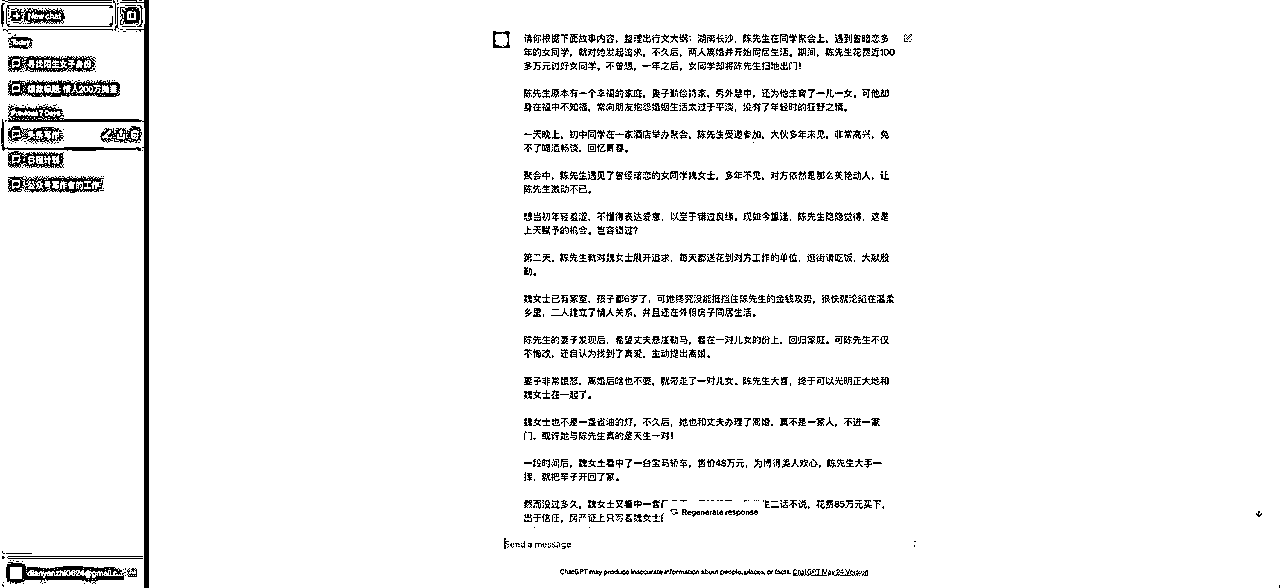 New chat
Today
Previous 7 Days
日程计划
公众号写作者的工作
请你根据下面故事内容，整理出行文大纲：湖南长沙，陈先生在同学聚会上，遇到曾暗恋多
年的女同学，就对她发起追求。不久后，两人离婚并开始同居生活。期间，陈先生花费近100
多万元讨好女同学。不曾想，一年之后，女同学却将陈先生扫地出门！
陈先生原本有一个幸福的家庭。妻子勤俭持家、秀外慧中，还为他生育了一儿一女。可他却
身在福中不知福，常向朋友抱怨婚姻生活太过于平淡，没有了年轻时的狂野之情。
一天晚上，初中同学在一家酒店举办聚会，陈先生受邀参加。大伙多年未见，非常高兴，免
不了喝酒畅谈，回忆青春。
聚会中，陈先生遇见了曾经暗恋的女同学魏女士。多年不见，对方依然是那么美艳动人，让
陈先生激动不已。
想当初年轻羞涩，不懂得表达爱意，以至于错过良缘。现如今重逢，陈先生隐隐觉得，这是
上天赋予的机会。岂容错过？
第二天，陈先生就对魏女士展开追求，每天都送花到对方工作的单位，逛街请吃饭，大献殷
勤。
魏女士已有家室，孩子都6岁了，可她终究没能抵挡住陈先生的金钱攻势，很快就沦陷在温柔
乡里，二人建立了情人关系，并且还在外租房子同居生活。
陈先生的妻子发现后，希望丈夫悬崖勒马，看在一对儿女的份上，回归家庭。可陈先生不仅
不悔改，还自认为找到了真爱，主动提出离婚。
妻子非常愤怒，离婚后啥也不要，就带走了一对儿女。陈先生大喜，终于可以光明正大地和
魏女士在一起了。
魏女士也不是一盏省油的灯，不久后，她也和丈夫办理了离婚。真不是一家人，不进一家
门，或许她与陈先生真的是天生一对！
一段时间后，魏女士看中了一台宝马轿车，售价48万元，为博得美人欢心，陈先生大手一
挥，就把车子开回了家。
然而没过多久，魏女士又看中一套 二话不说，花费85万元买下，
出于信任，房产证上只写着魏女士
Regenerate response
Send a message
ChatGPT may produce inaccurate information about people, places, or facts. ChatGPT May 24 Version